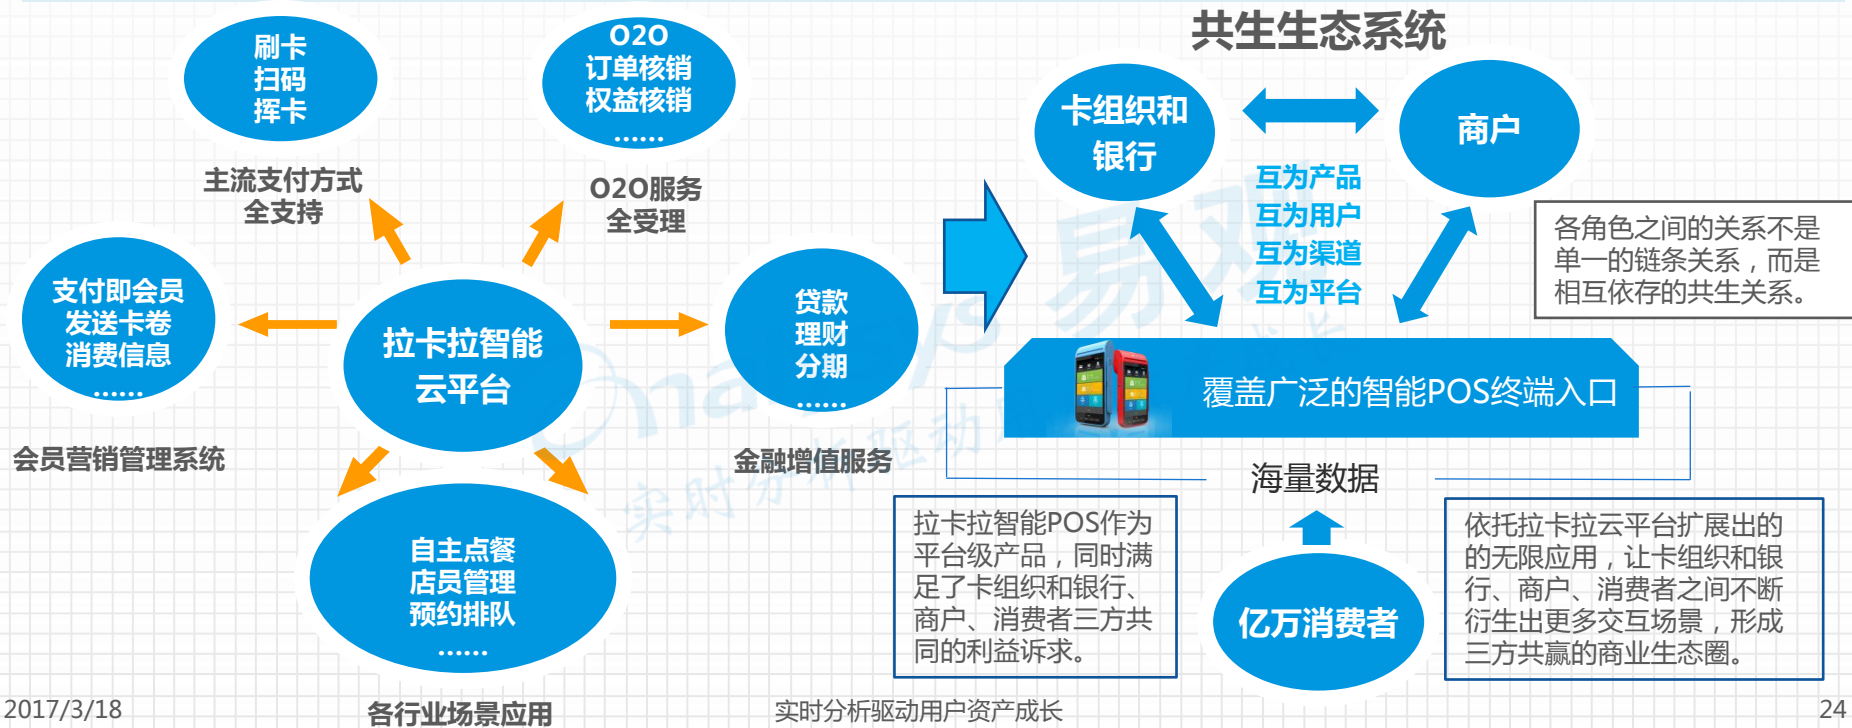 共生生态系统
刷卡
扫码
挥卡
主流支付方式
全支持
O2O
订单核销
权益核销
......
O2O服务
全受理
支付即会员
发送卡卷
消费信息
......
会员营销管理系统
拉卡拉智能
云平台
贷款
理财
分期
......
金融增值服务
自主点餐
店员管理
预约排队
......
各行业场景应用
卡组织和
银行
商户
互为产品
互为用户
互为渠道
互为平台
各角色之间的关系不是
单一的链条关系，而是
相互依存的共生关系。
覆盖广泛的智能POS终端入口
海量数据
拉卡拉智能POS作为
平台级产品，同时满
足了卡组织和银行、
商户、消费者三方共
同的利益诉求。
亿万消费者
依托拉卡拉云平台扩展出的
的无限应用，让卡组织和银
行、商户、消费者之间不断
衍生出更多交互场景，形成
三方共赢的商业生态圈。
易观
实时分析驱动
2017/3/18
实时分析驱动用户资产成长
24